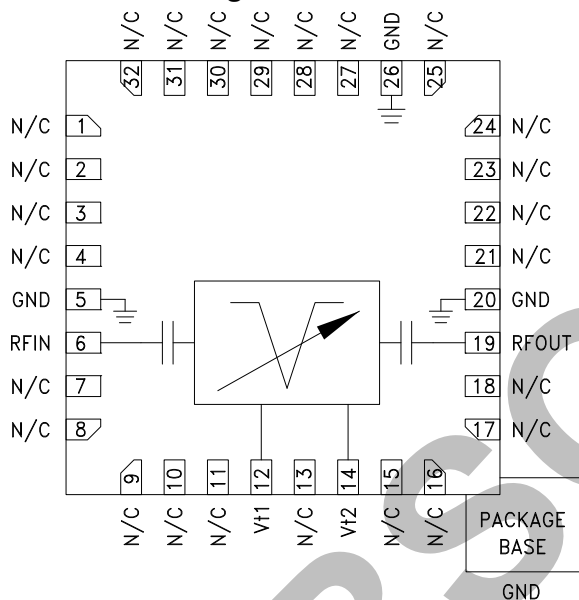 N/C N/C N/C N/C N/C N/C GND N/C
32 31 30 29 28 27 26 25
N/C 1
N/C 2
N/C 3
N/C 4
GND 5
RFIN 6
N/C 7
N/C 8
24 N/C
23 N/C
22 N/C
21 N/C
20 GND
19 RFOUT
18 N/C
17 N/C
9 10 11 12 13 14 15 16
N/C N/C N/C Vt1 N/C Vt2 N/C N/C
PACKAGE
BASE
GND